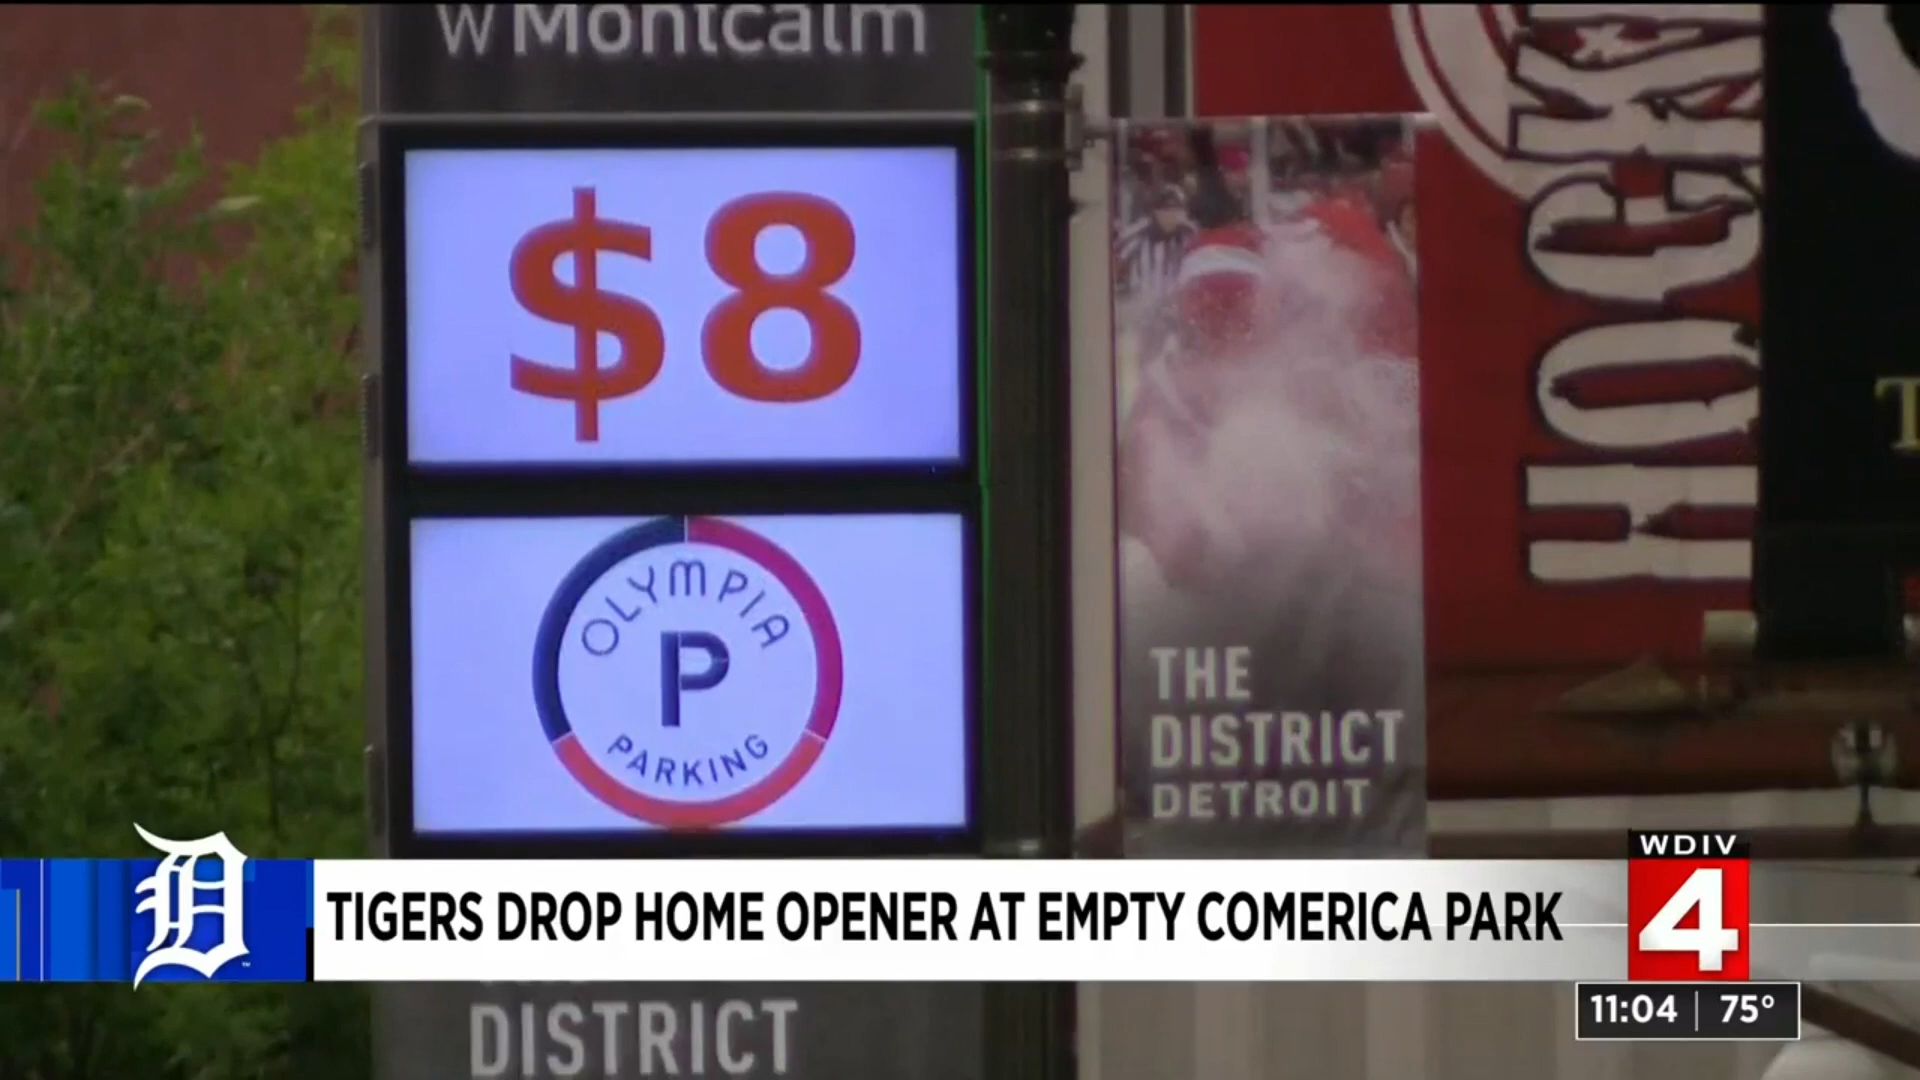 W Montcalm
$8
OLYMPIA
P
PARKING
THE
DISTRICT
DETROIT
HOCK
T
D
TIGERS DROP HOME OPENER AT EMPTY COMERICA PARK
WDIV
4
11:04 | 75°
DISTRICT